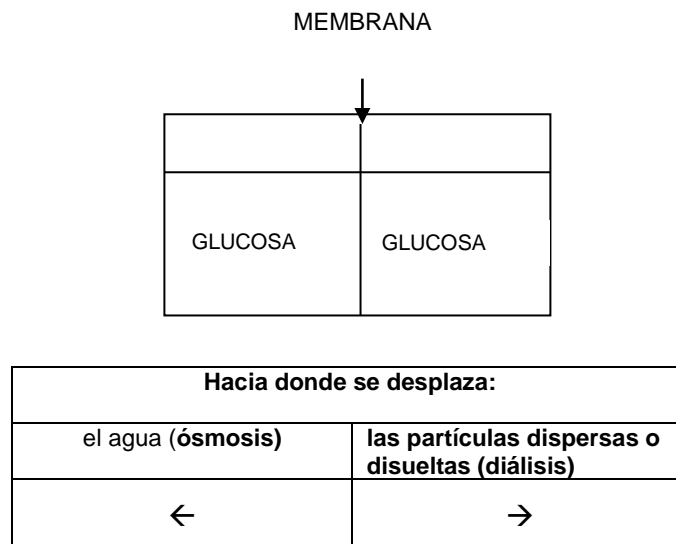 MEMBRANA
GLUCOSA GLUCOSA
Hacia donde se desplaza:
el agua (ósmosis)
las partículas dispersas o
disueltas (diálisis)
← →